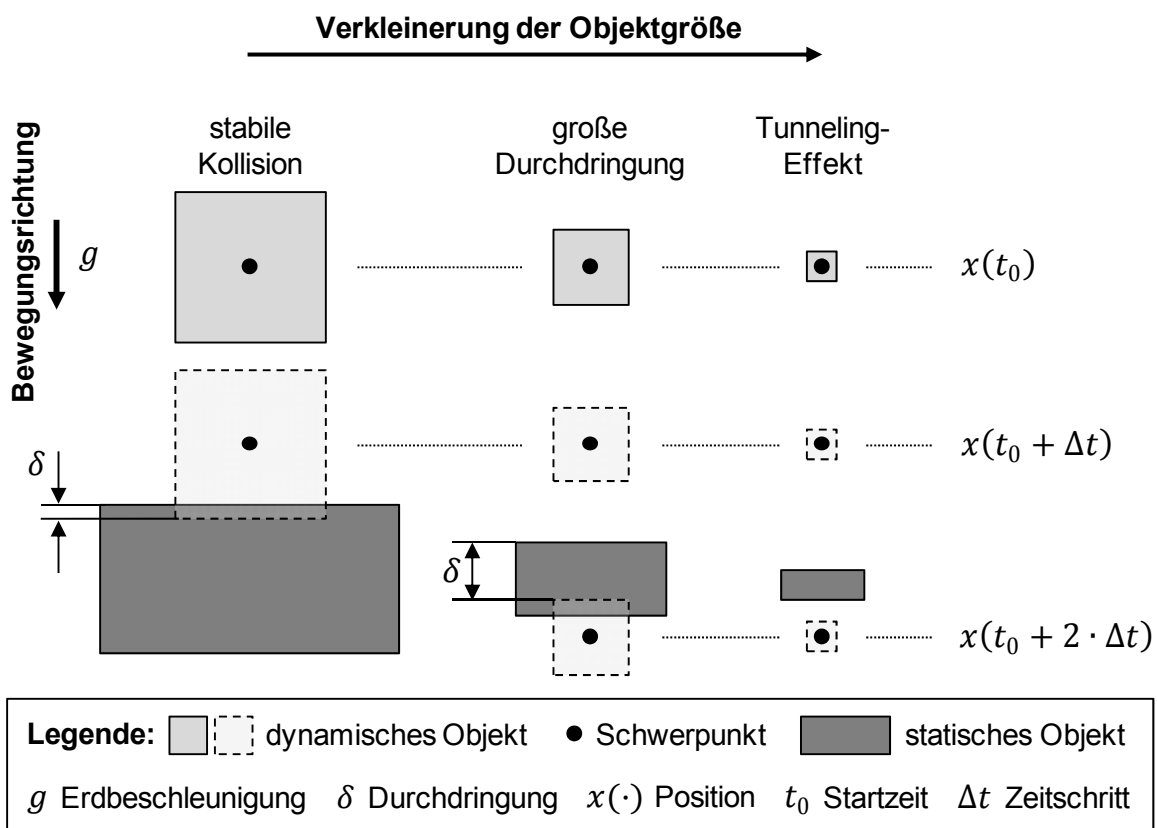 Verkleinerung der Objektgröße
stabile
Kollision
große
Durchdringung
Tunneling-
Effekt
Bewegungsrichtung
g
x(t₀)
x(t₀ + Δt)
δ
δ
x(t₀ + 2 · Δt)
Legende: dynamisches Objekt Schwerpunkt statisches Objekt
g Erdbeschleunigung δ Durchdringung x(·) Position t₀ Startzeit Δt Zeitschritt